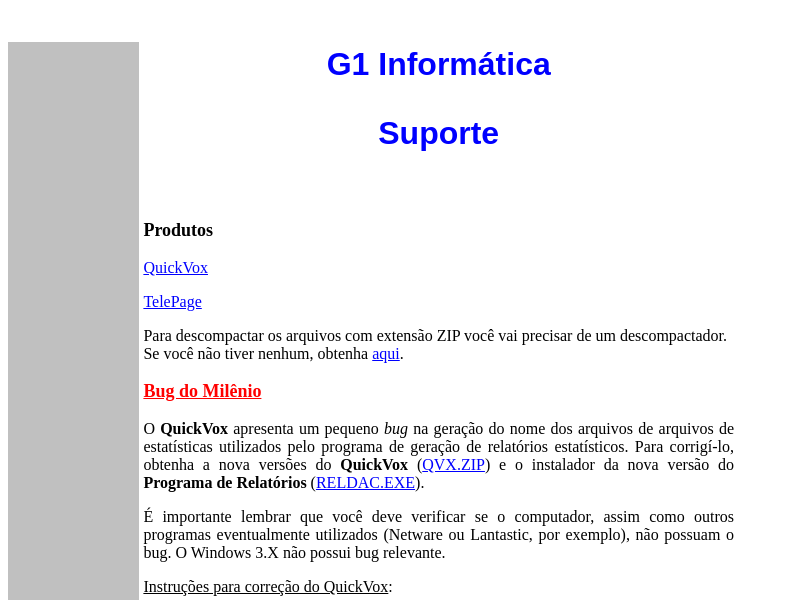 G1 Informática
Suporte
Produtos
QuickVox
TelePage
Para descompactar os arquivos com extensão ZIP você vai precisar de um descompactador.
Se você não tiver nenhum, obtenha aqui.
Bug do Milênio
O QuickVox apresenta um pequeno bug na geração do nome dos arquivos de arquivos de
estatísticas utilizados pelo programa de geração de relatórios estatísticos. Para corrigí-lo,
obtenha a nova versões do QuickVox (QVX.ZIP) e o instalador da nova versão do
Programa de Relatórios (RELDAC.EXE).
É importante lembrar que você deve verificar se o computador, assim como outros
programas eventualmente utilizados (Netware ou Lantastic, por exemplo), não possuam o
bug. O Windows 3.X não possui bug relevante.
Instruções para correção do QuickVox: